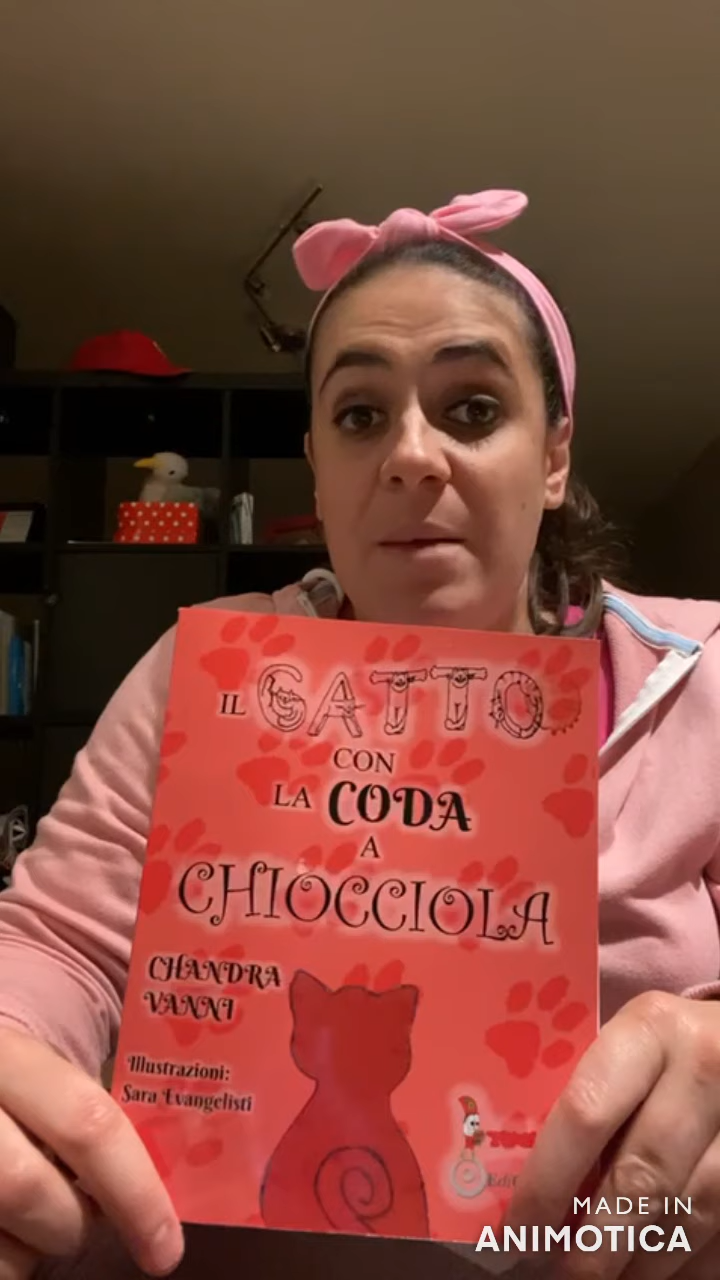 IL GATTO
CON
LA CODA
A
CHIOCCIOLA
CHANDRA
VANNI
Illustrazioni:
Sara Evangelisti
MADE IN
ANIMOTICA